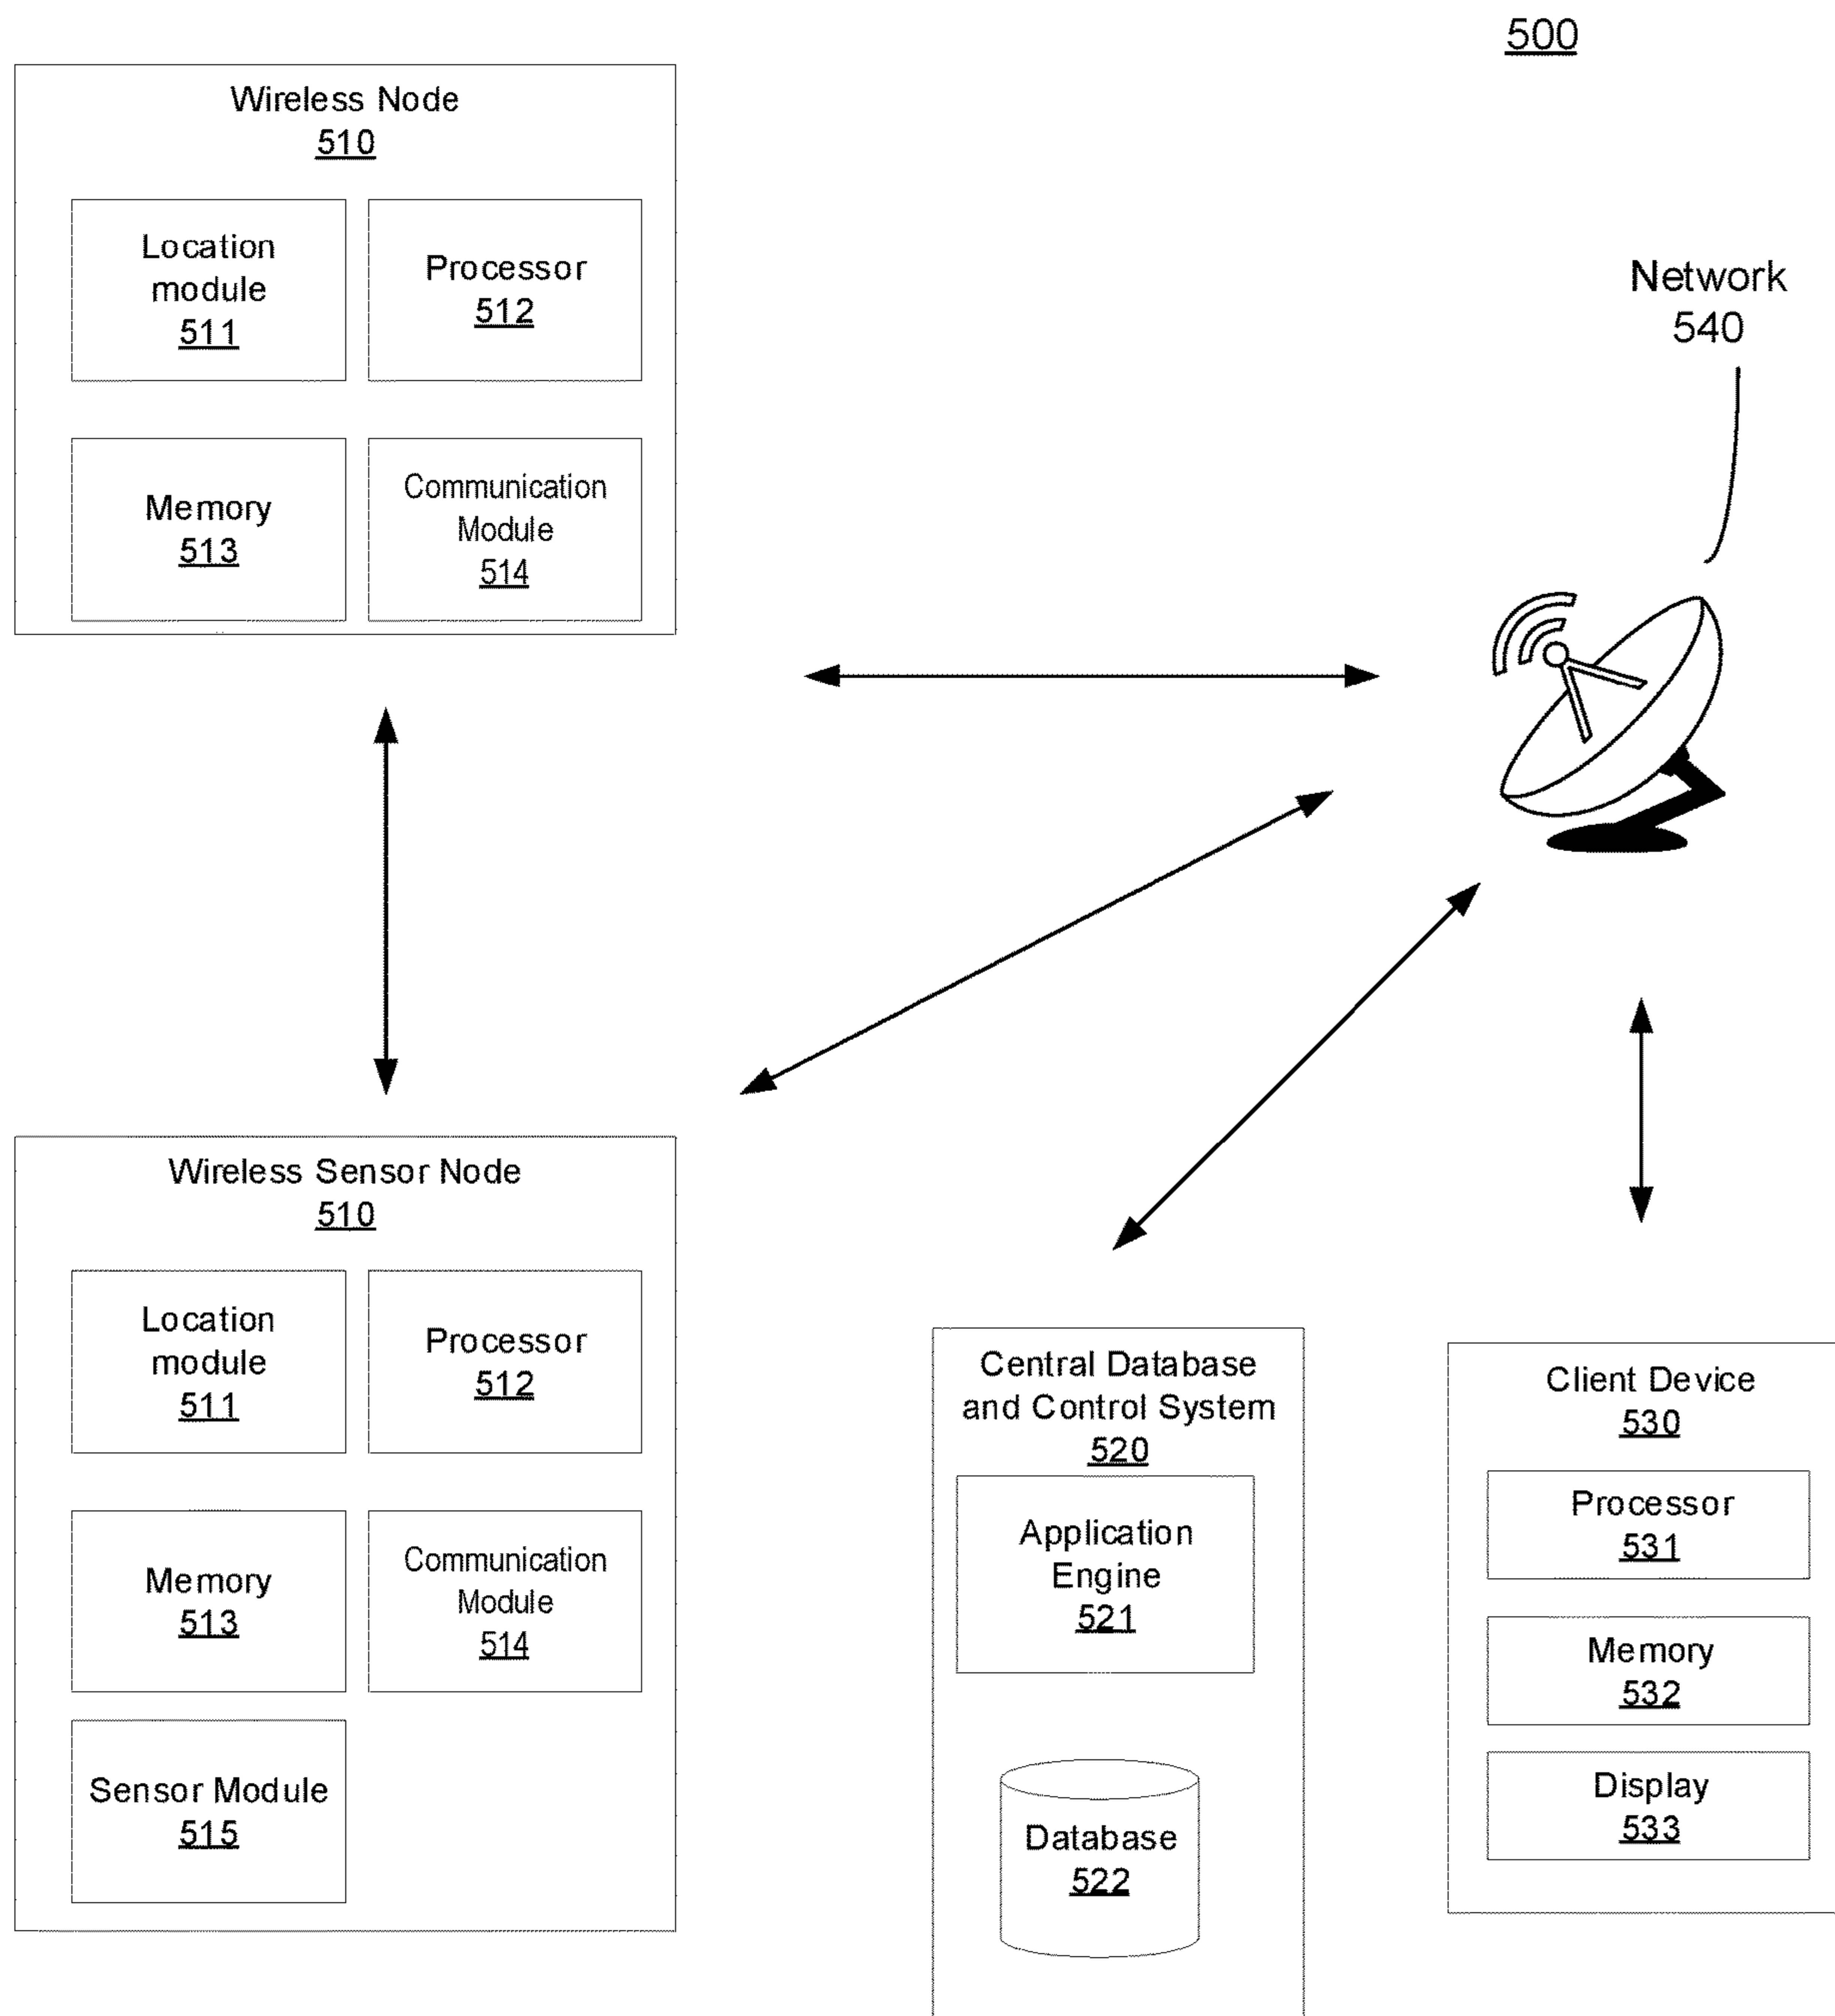 500
Wireless Node
510
Location
module
511
Processor
512
Memory
513
Communication
Module
514
Network
540
Wireless Sensor Node
510
Location
module
511
Processor
512
Memory
513
Communication
Module
514
Sensor Module
515
Central Database
and Control System
520
Application
Engine
521
Database
522
Client Device
530
Processor
531
Memory
532
Display
533